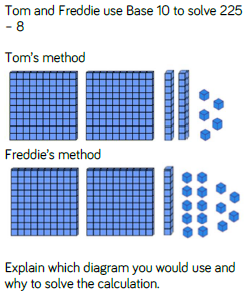 Tom and Freddie use Base 10 to solve 225
– 8
Tom's method
Freddie's method
Explain which diagram you would use and
why to solve the calculation.